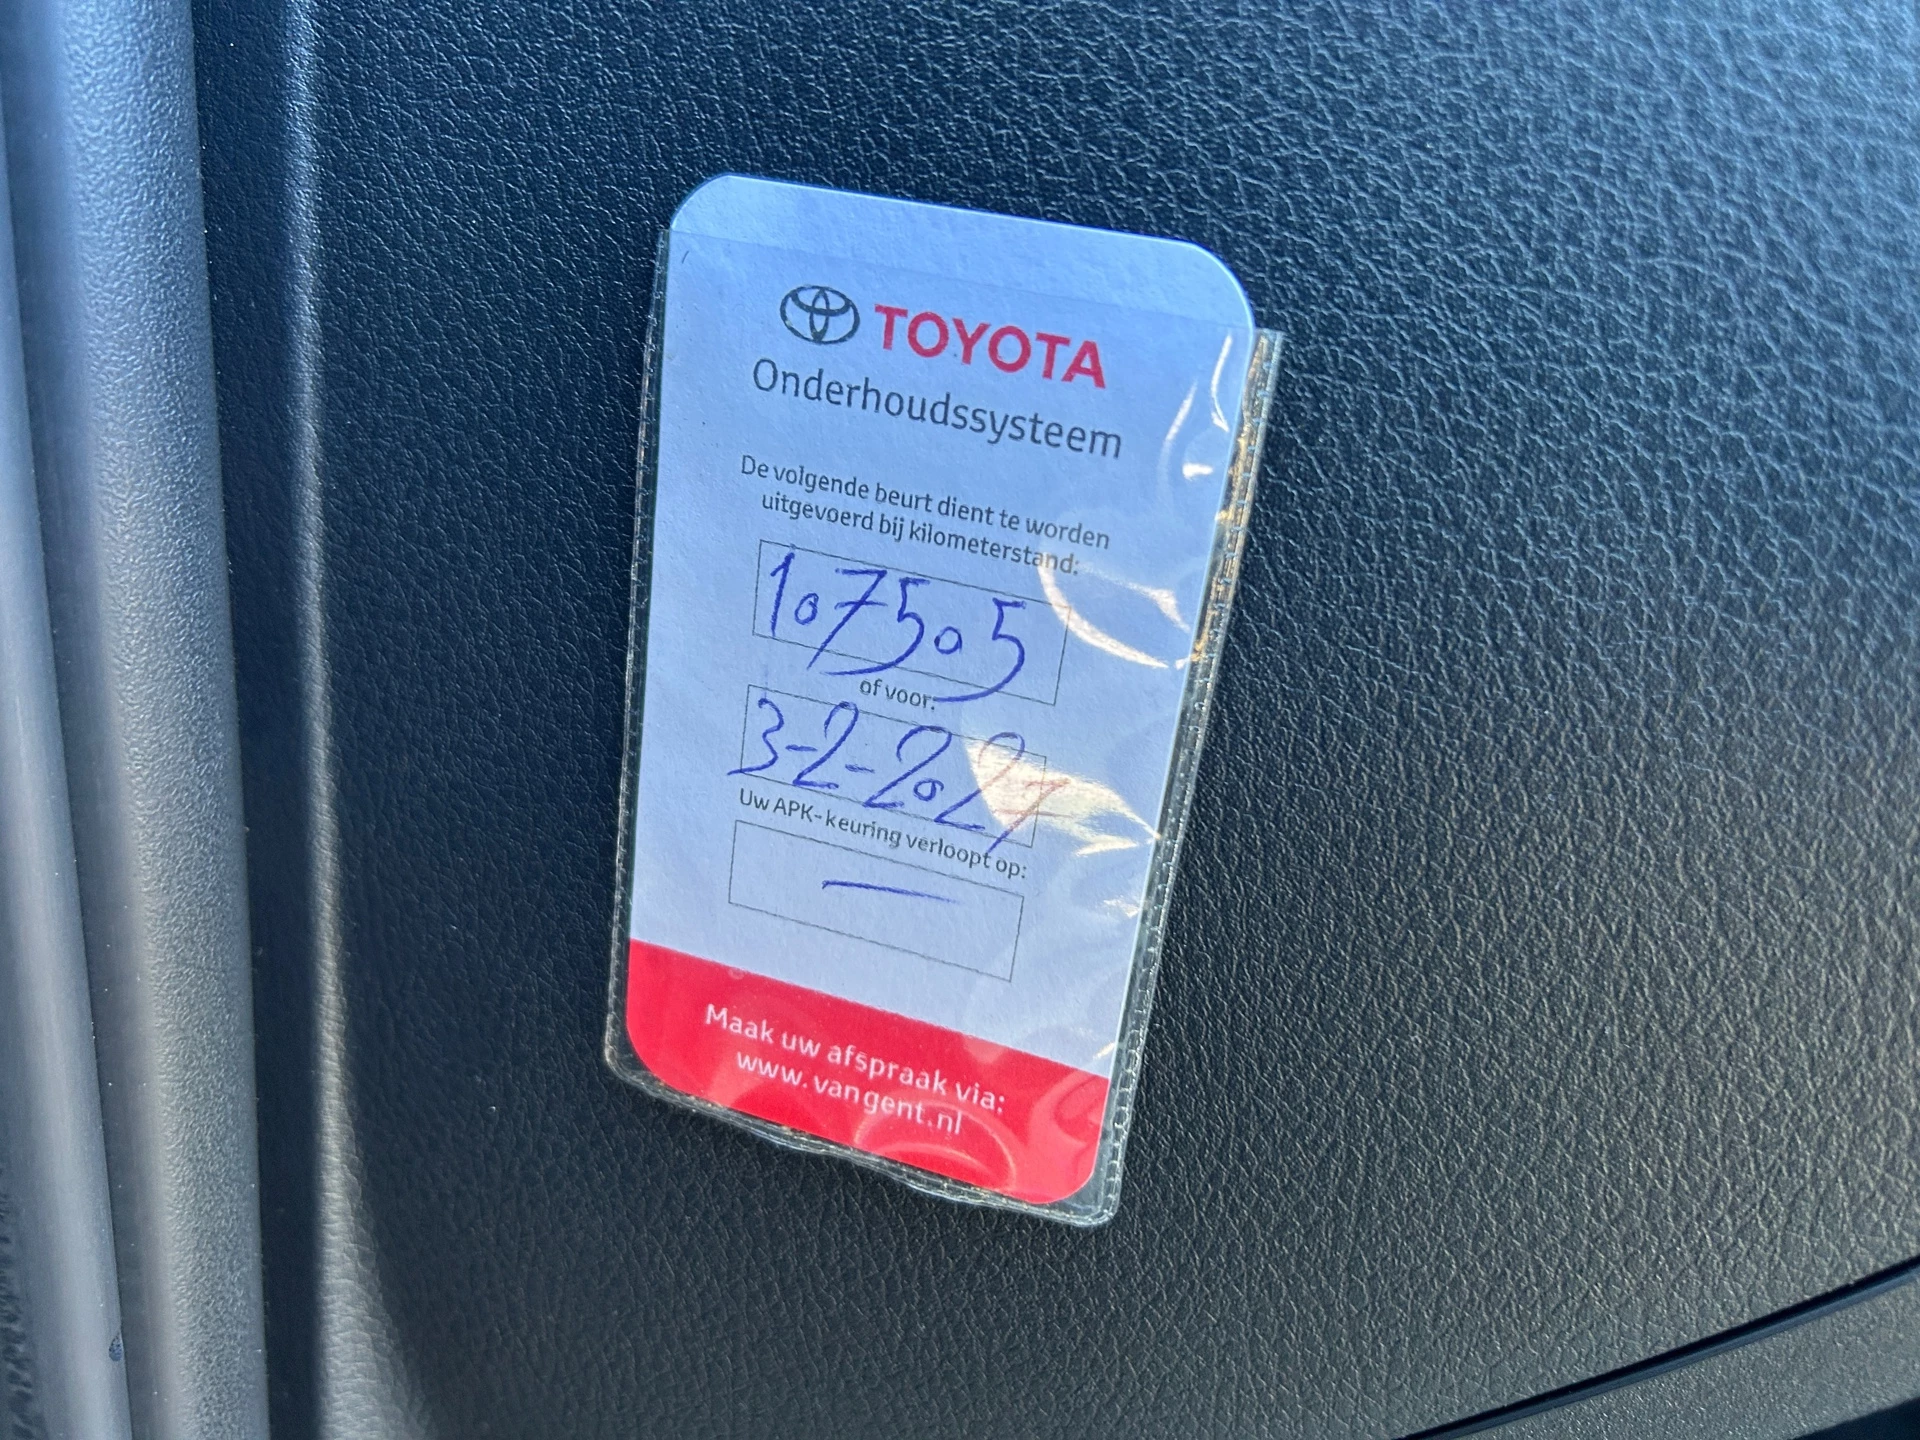 TOYOTA
Onderhoudssysteem
De volgende beurt dient te worden
uitgevoerd bij kilometerstand:
107505
of voor:
3-2-2027
Uw APK-keuring verloopt op:
—
Maak uw afspraak via:
www.vangent.nl